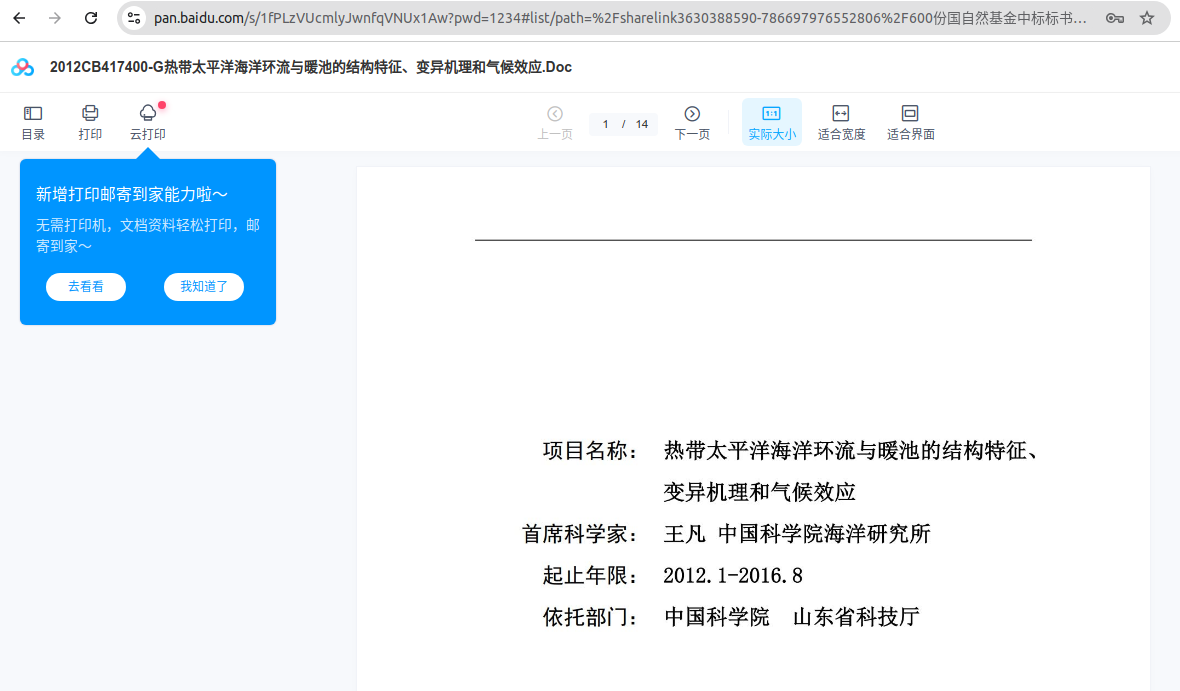 pan.baidu.com/s/1fPLzVUcmlyJwnfqVNUx1Aw?pwd=1234#list/path=%2Fsharelink3630388590-786697976552806%2F600份国自然基金中标标书...
2012CB417400-G热带太平洋海洋环流与暖池的结构特征、变异机理和气候效应.Doc
目录 打印 云打印 上一页 1 / 14 下一页 实际大小 适合宽度 适合界面
新增打印邮寄到家能力啦～
无需打印机，文档资料轻松打印，邮
寄到家～
去看看 我知道了
项目名称： 热带太平洋海洋环流与暖池的结构特征、
变异机理和气候效应
首席科学家： 王凡 中国科学院海洋研究所
起止年限： 2012.1-2016.8
依托部门： 中国科学院 山东省科技厅